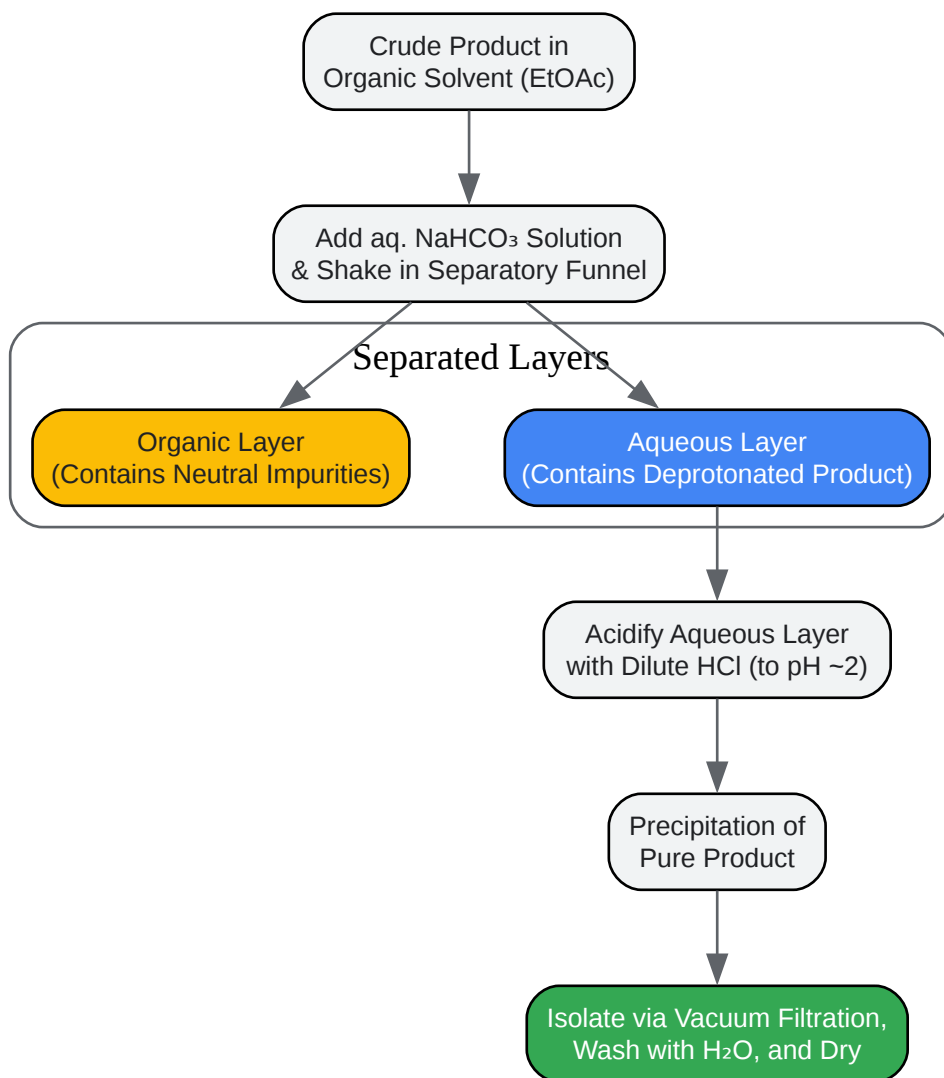 Crude Product in
Organic Solvent (EtOAc)
Add aq. NaHCO₃ Solution
& Shake in Separatory Funnel
Separated Layers
Organic Layer
(Contains Neutral Impurities)
Aqueous Layer
(Contains Deprotonated Product)
Acidify Aqueous Layer
with Dilute HCl (to pH ~2)
Precipitation of
Pure Product
Isolate via Vacuum Filtration,
Wash with H₂O, and Dry